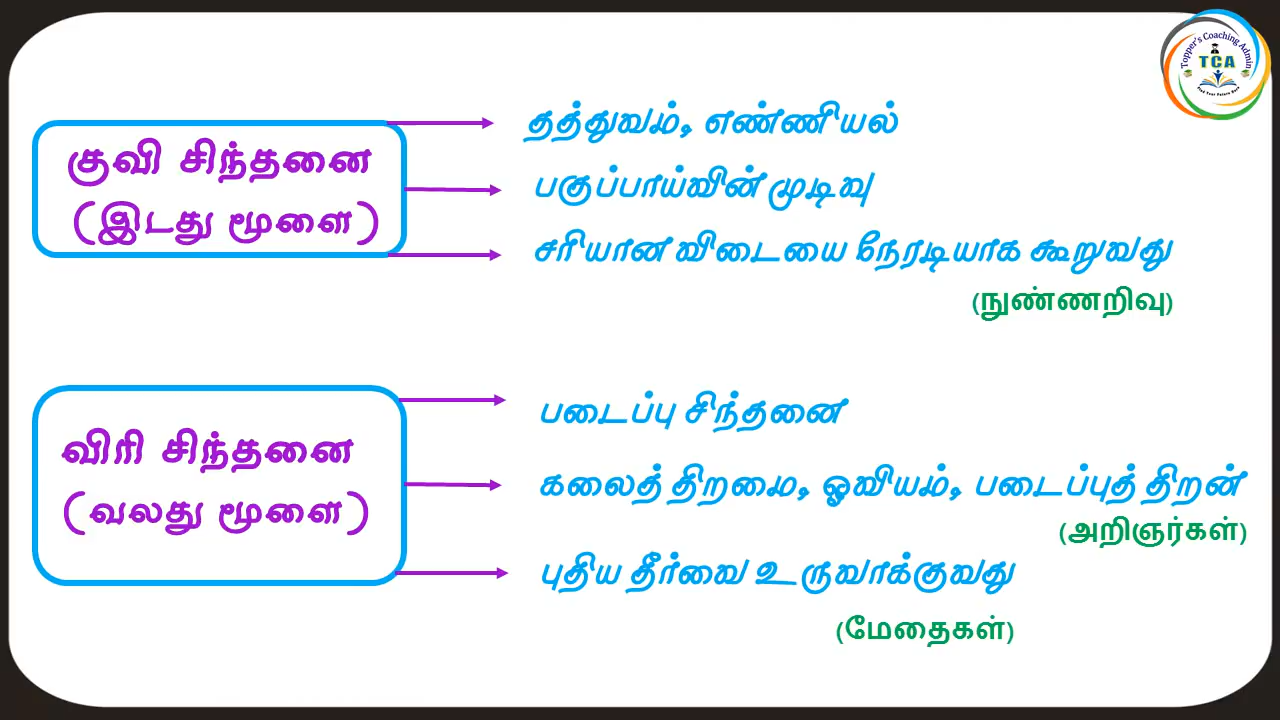 Topper's Coaching Admin
TCA
குவி சிந்தனை
(இடது மூளை)
தத்துவம், எண்ணியல்
பகுப்பாய்வின் முடிவு
சரியான விடையை நேரடியாக கூறுவது
(நுண்ணறிவு)
விரி சிந்தனை
(வலது மூளை)
படைப்பு சிந்தனை
கலைத் திறமை, ஓவியம், படைப்புத் திறன்
(அறிஞர்கள்)
புதிய தீர்வை உருவாக்குவது
(மேதைகள்)